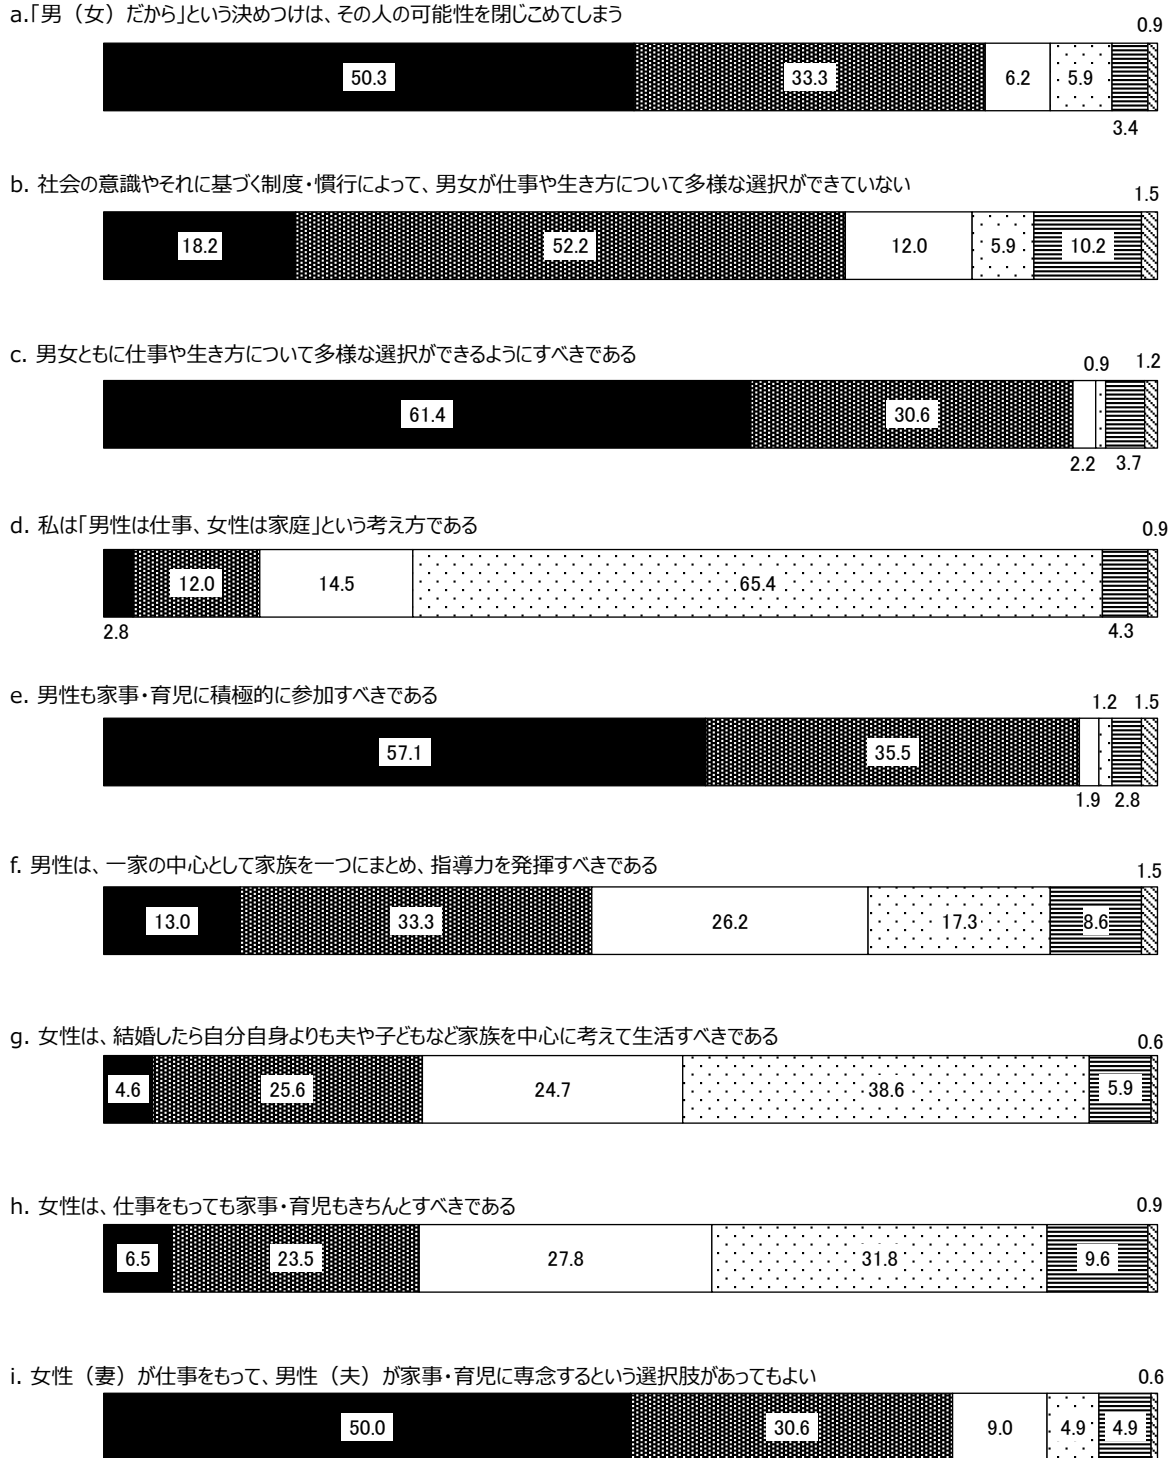 a.「男（女）だから」という決めつけは、その人の可能性を閉じこめてしまう
0.9
50.3 33.3 6.2 5.9
3.4
b. 社会の意識やそれに基づく制度・慣行によって、男女が仕事や生き方について多様な選択ができていない
1.5
18.2 52.2 12.0 5.9 10.2
c. 男女ともに仕事や生き方について多様な選択ができるようにすべきである
0.9 1.2
61.4 30.6
2.2 3.7
d. 私は「男性は仕事、女性は家庭」という考え方である
0.9
12.0 14.5 65.4
2.8 4.3
e. 男性も家事・育児に積極的に参加すべきである
1.2 1.5
57.1 35.5
1.9 2.8
f. 男性は、一家の中心として家族を一つにまとめ、指導力を発揮すべきである
1.5
13.0 33.3 26.2 17.3 8.6
g. 女性は、結婚したら自分自身よりも夫や子どもなど家族を中心に考えて生活すべきである
0.6
4.6 25.6 24.7 38.6 5.9
h. 女性は、仕事をもっても家事・育児もきちんとすべきである
0.9
6.5 23.5 27.8 31.8 9.6
i. 女性（妻）が仕事をもって、男性（夫）が家事・育児に専念するという選択肢があってもよい
0.6
50.0 30.6 9.0 4.9 4.9